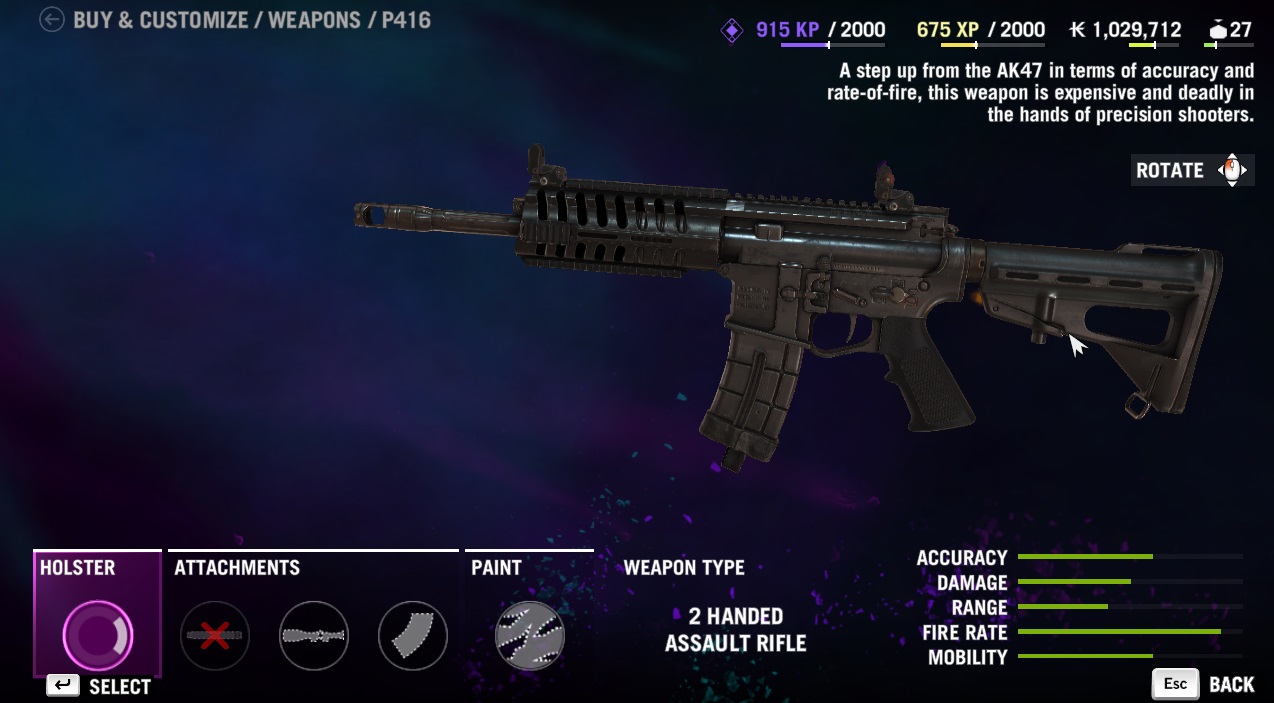 BUY & CUSTOMIZE / WEAPONS / P416
915 KP / 2000
675 XP / 2000
1,029,712
27
A step up from the AK47 in terms of accuracy and
rate-of-fire, this weapon is expensive and deadly in
the hands of precision shooters.
ROTATE
HOLSTER
ATTACHMENTS
PAINT
WEAPON TYPE
2 HANDED
ASSAULT RIFLE
ACCURACY
DAMAGE
RANGE
FIRE RATE
MOBILITY
SELECT
Esc BACK